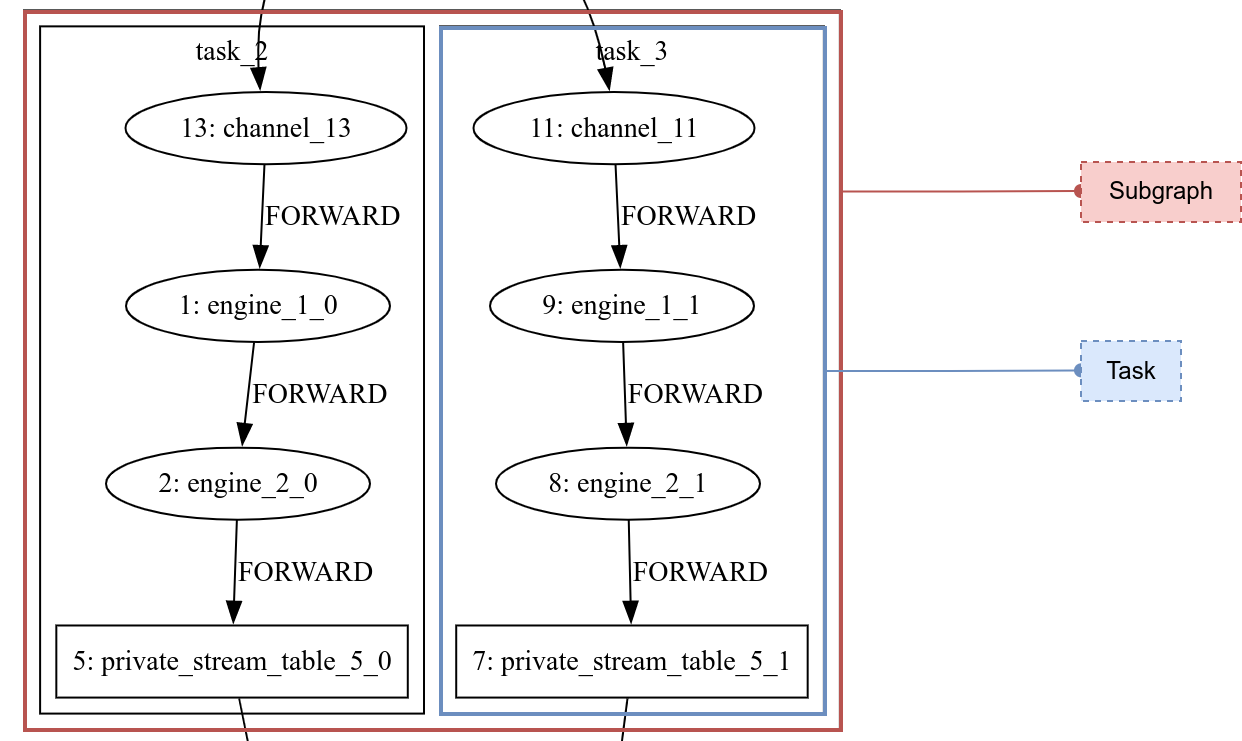 task_2
13: channel_13
FORWARD
1: engine_1_0
FORWARD
2: engine_2_0
FORWARD
5: private_stream_table_5_0
task_3
11: channel_11
FORWARD
9: engine_1_1
FORWARD
8: engine_2_1
FORWARD
7: private_stream_table_5_1
Subgraph
Task